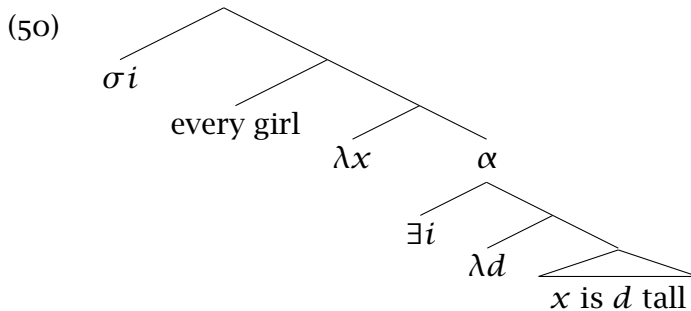 (50)
σi
every girl
λx
α
∃i
λd
x is d tall